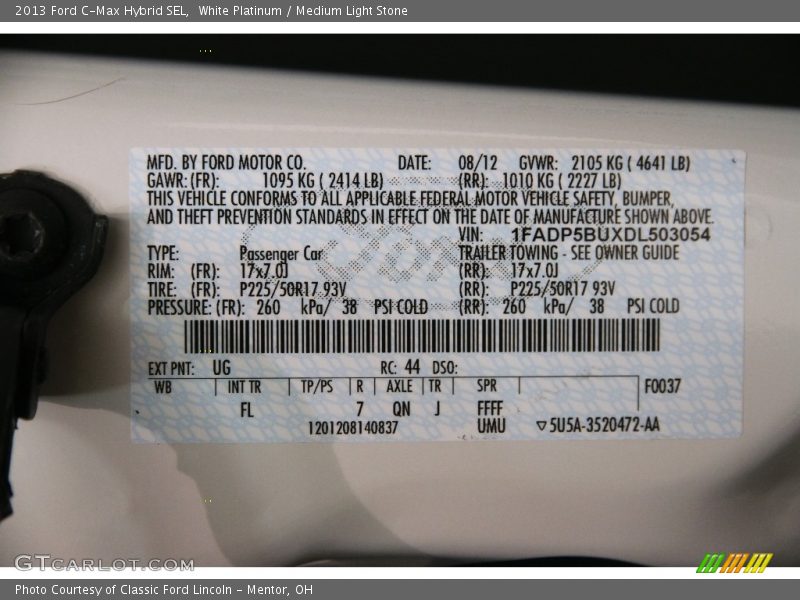 2013 Ford C-Max Hybrid SEL,  White Platinum / Medium Light Stone
MFD. BY FORD MOTOR CO. DATE: 08/12 GVWR: 2105 KG ( 4641 LB)
GAWR: (FR): 1095 KG ( 2414 LB) (RR): 1010 KG ( 2227 LB)
THIS VEHICLE CONFORMS TO ALL APPLICABLE FEDERAL MOTOR VEHICLE SAFETY, BUMPER,
AND THEFT PREVENTION STANDARDS IN EFFECT ON THE DATE OF MANUFACTURE SHOWN ABOVE.
VIN: 1FADP5BUXDL503054
TYPE: Passenger Car TRAILER TOWING - SEE OWNER GUIDE
RIM: (FR): 17x7.0J (RR): 17x7.0J
TIRE: (FR): P225/50R17 93V (RR): P225/50R17 93V
PRESSURE: (FR): 260 kPa/ 38 PSI COLD (RR): 260 kPa/ 38 PSI COLD
EXT PNT: UG RC: 44 DSO:
WB INT TR TP/PS R AXLE TR SPR F0037
FL 7 QN J FFFF
1201208140837 UMU ▽5U5A-3520472-AA
GTCARLOT.COM
Photo Courtesy of Classic Ford Lincoln - Mentor, OH